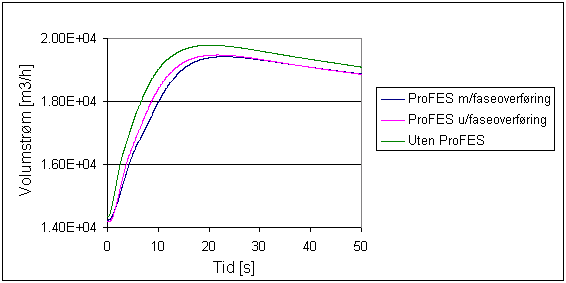 2.00E+04
1.80E+04
1.60E+04
1.40E+04
Volumstrøm [m3/h]
0 10 20 30 40 50
Tid [s]
ProFES m/faseoverføring
ProFES u/faseoverføring
Uten ProFES